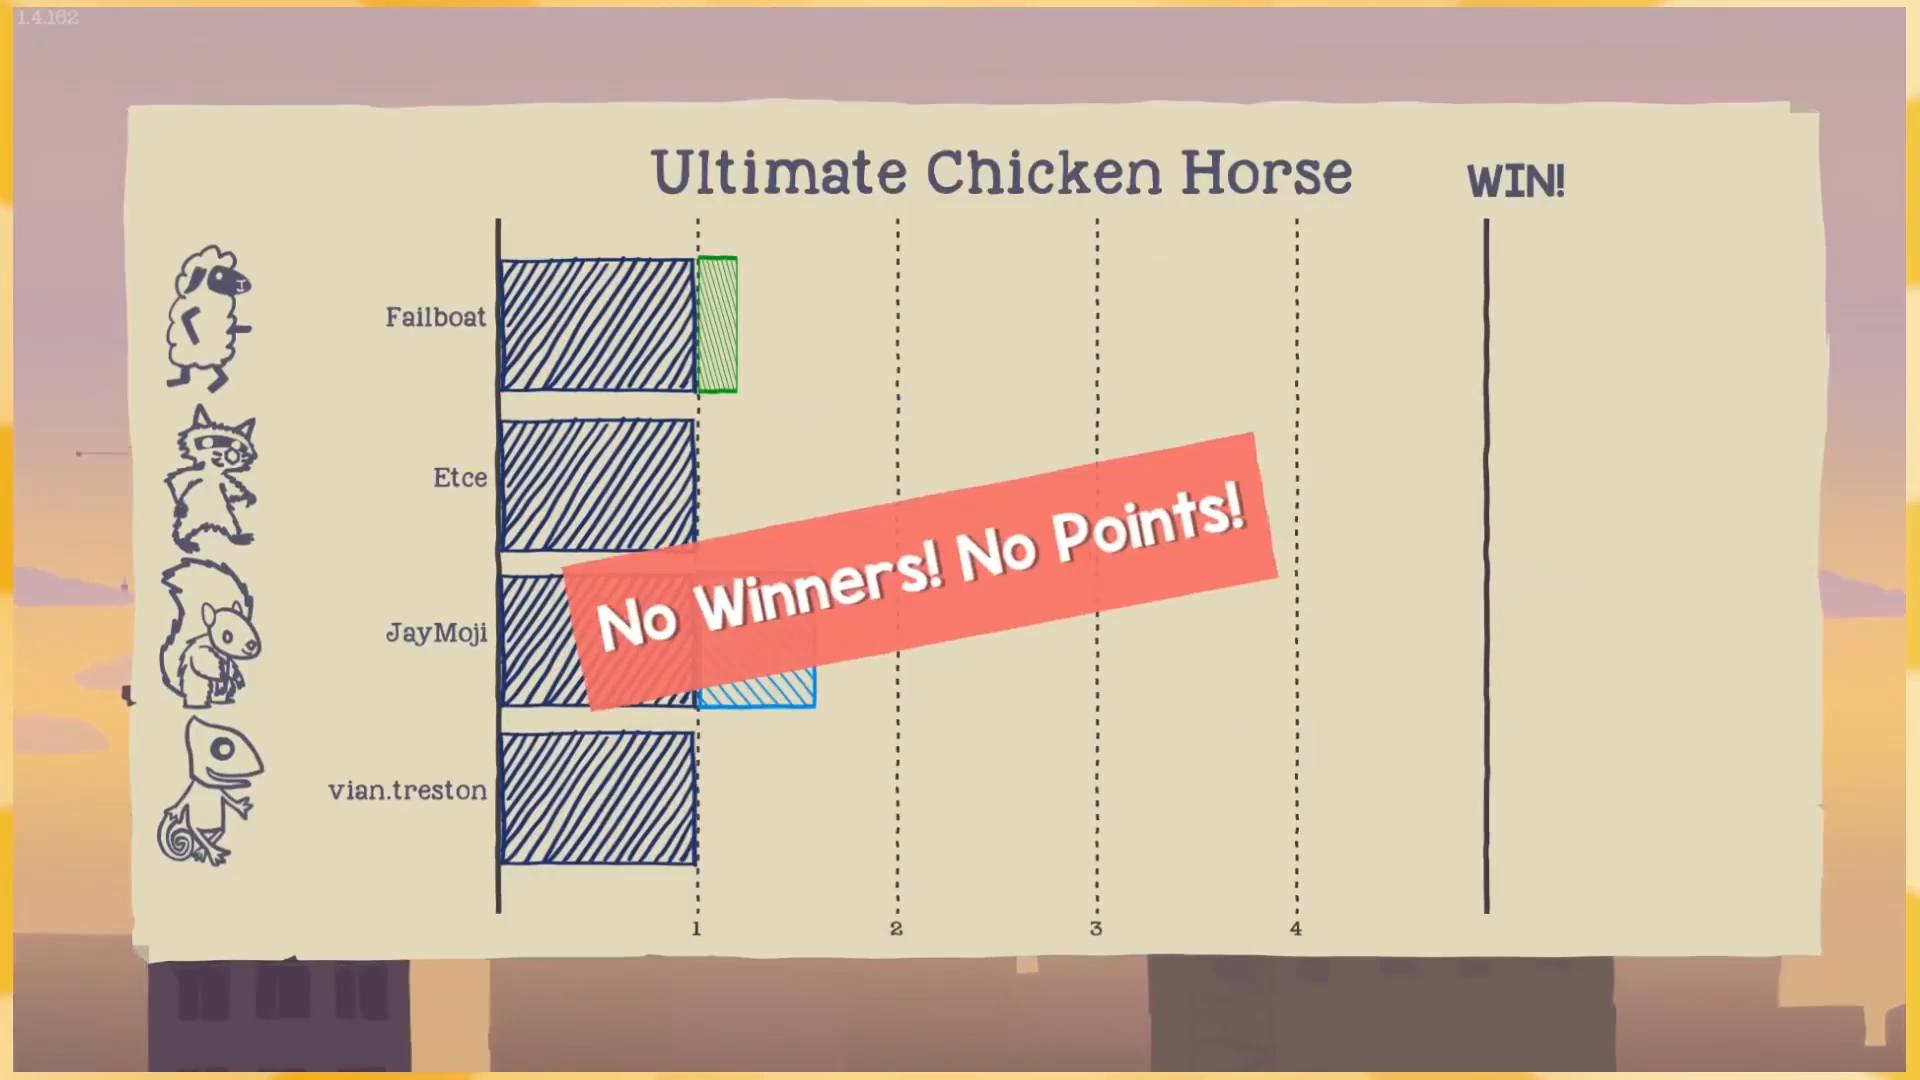 1.4.162
Ultimate Chicken Horse
WIN!
Failboat
Etce
No Winners! No Points!
JayMoji
vian.treston
1 2 3 4